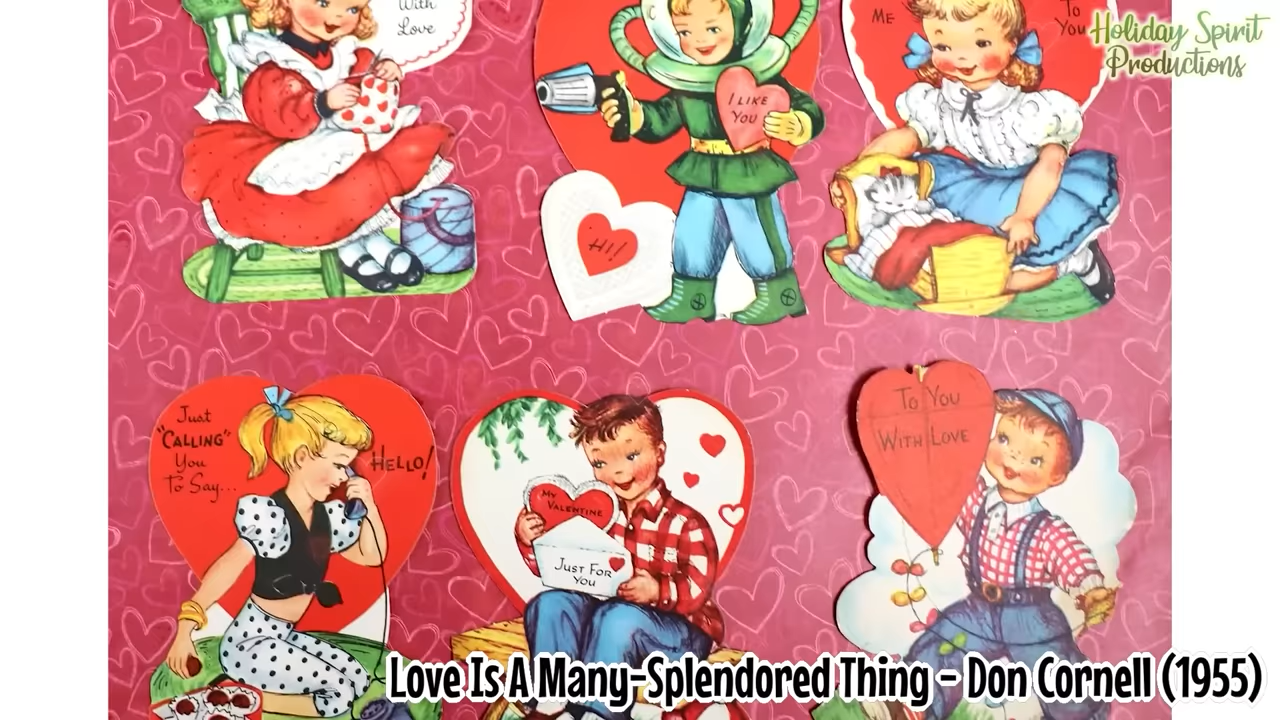 With
Love
I LIKE
YOU
HI!
ME
To
You
Holiday Spirit
Productions
Just
"CALLING"
You
To Say...
HELLO!
MY
VALENTINE
JUST FOR
YOU
To You
With Love
Love Is A Many-Splendored Thing - Don Cornell (1955)